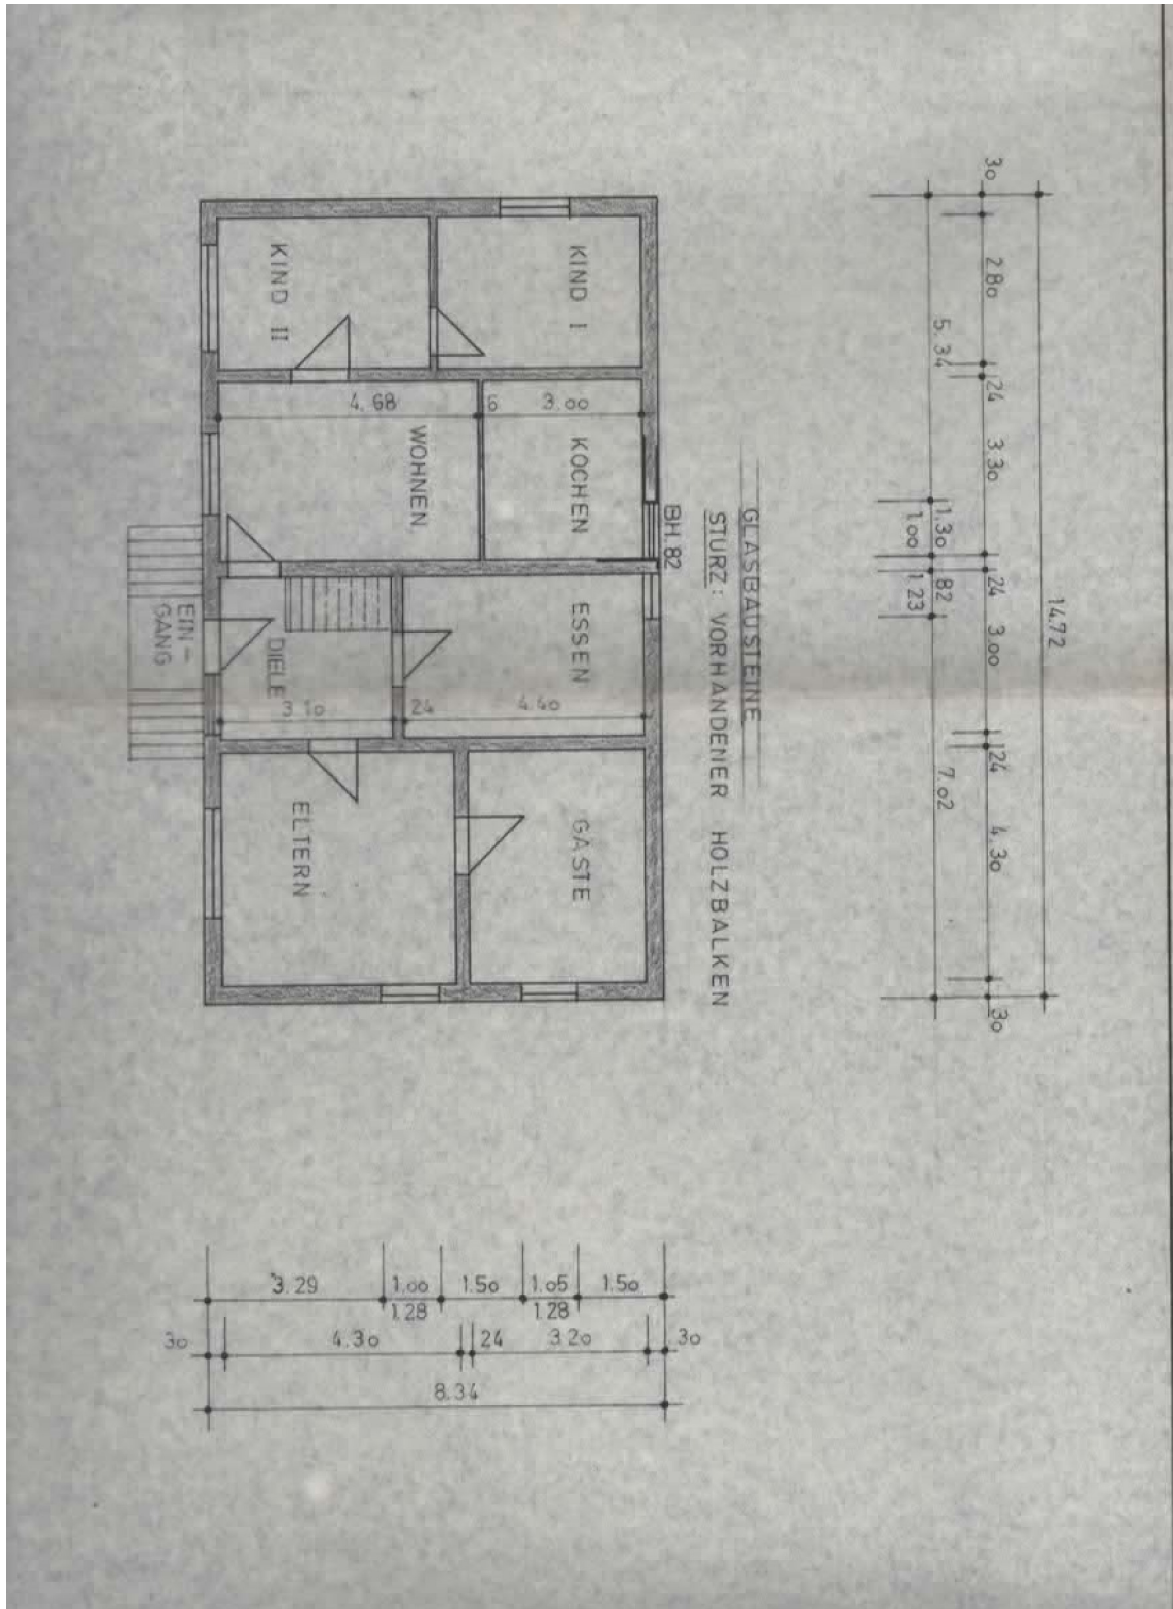 30
2.80
24
3.30
24
3.00
24
4.30
30
14.72
5.34
1.30
1.00
82
1.23
7.02
GLASBAUSTEINE
STURZ: VORHANDENER HOLZBALKEN
BH. 82
KIND I
KIND II
4.68
6
3.00
WOHNEN
KOCHEN
ESSEN
DIELE
EIN-
GANG
3.10
24
4.40
ELTERN
GÄSTE
3.29
1.00
1.28
1.50
1.05
1.28
1.50
30
4.30
24
3.20
30
8.34